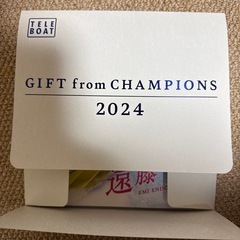 TELE
BOAT
GIFT from CHAMPIONS
2024
遠藤
EMI ENDO